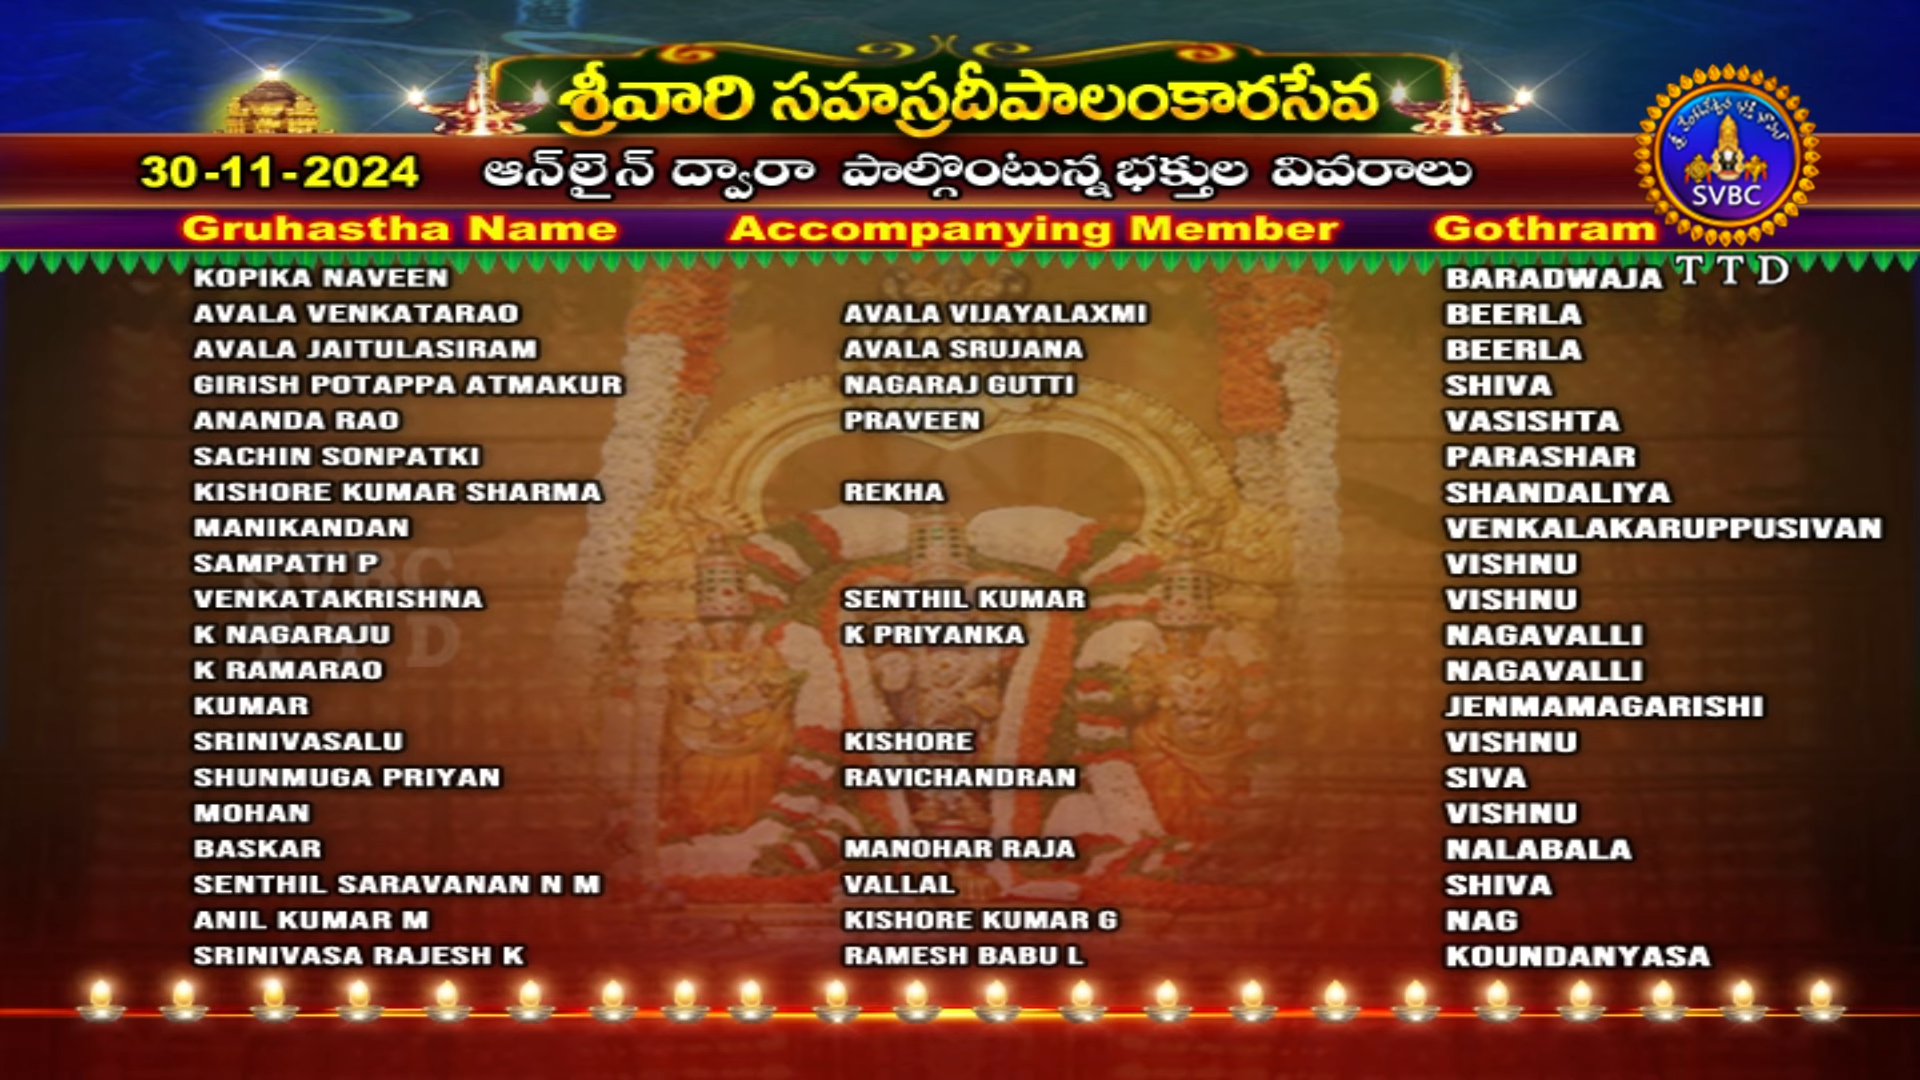 శ్రీవారి సహస్రదీపాలంకారసేవ
30-11-2024 ఆన్‌లైన్ ద్వారా పాల్గొంటున్న భక్తుల వివరాలు
SVBC
TTD
Gruhastha Name Accompanying Member Gothram
KOPIKA NAVEEN BARADWAJA
AVALA VENKATARAO AVALA VIJAYALAXMI BEERLA
AVALA JAITULASIRAM AVALA SRUJANA BEERLA
GIRISH POTAPPA ATMAKUR NAGARAJ GUTTI SHIVA
ANANDA RAO PRAVEEN VASISHTA
SACHIN SONPATKI PARASHAR
KISHORE KUMAR SHARMA REKHA SHANDALIYA
MANIKANDAN VENKALAKARUPPUSIVAN
SAMPATH P VISHNU
VENKATAKRISHNA SENTHIL KUMAR VISHNU
K NAGARAJU K PRIYANKA NAGAVALLI
K RAMARAO NAGAVALLI
KUMAR JENMAMAGARISHI
SRINIVASALU KISHORE VISHNU
SHUNMUGA PRIYAN RAVICHANDRAN SIVA
MOHAN VISHNU
BASKAR MANOHAR RAJA NALABALA
SENTHIL SARAVANAN N M VALLAL SHIVA
ANIL KUMAR M KISHORE KUMAR G NAG
SRINIVASA RAJESH K RAMESH BABU L KOUNDANYASA